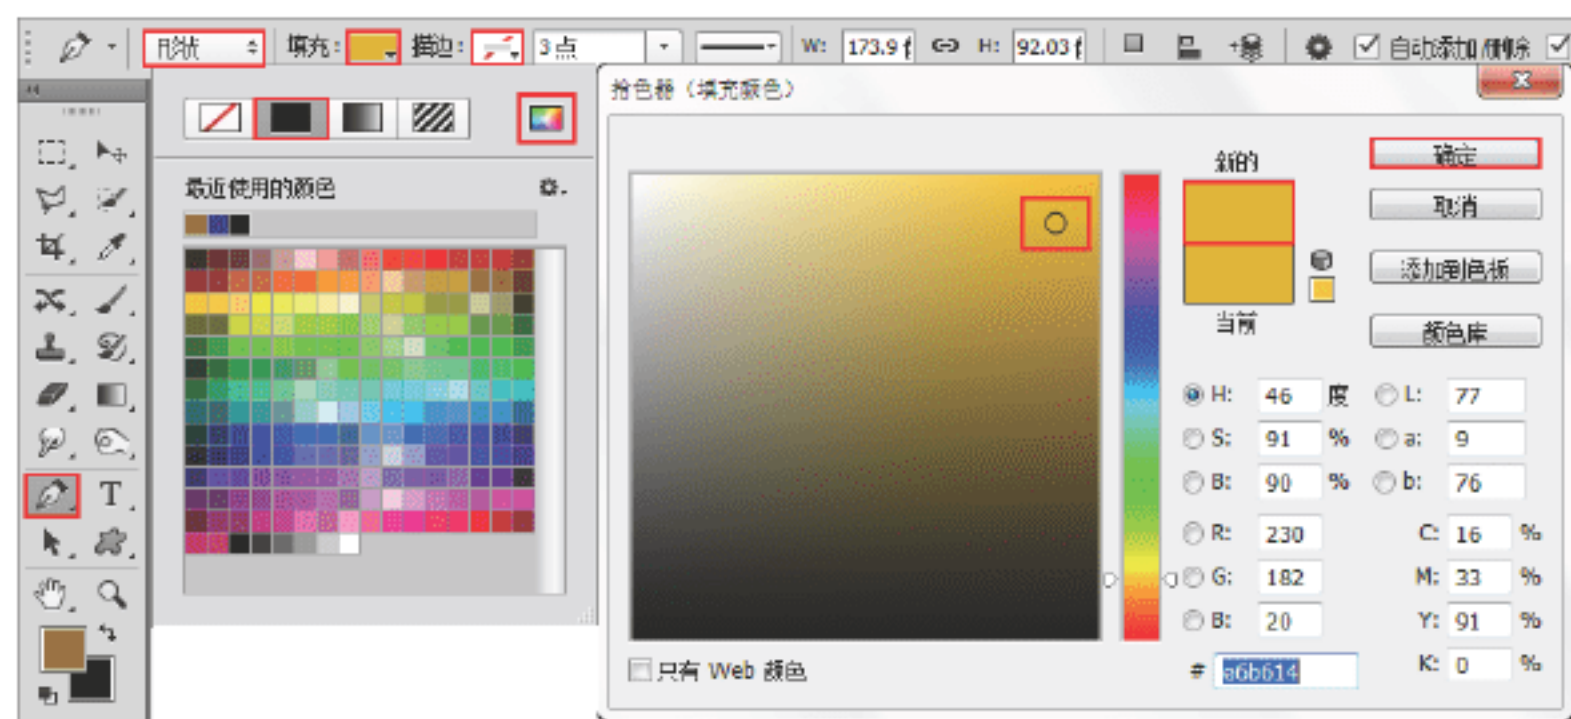 形状 填充: 描边: 3点 W: 173.9 H: 92.03 自动添加/删除
拾色器（填充颜色）
最近使用的颜色
新的
当前
确定
取消
添加到色板
颜色库
H: 46 度 L: 77
S: 91 % a: 9
B: 90 % b: 76
R: 230 C: 16 %
G: 182 M: 33 %
B: 20 Y: 91 %
# e6b614 K: 0 %
只有 Web 颜色
T